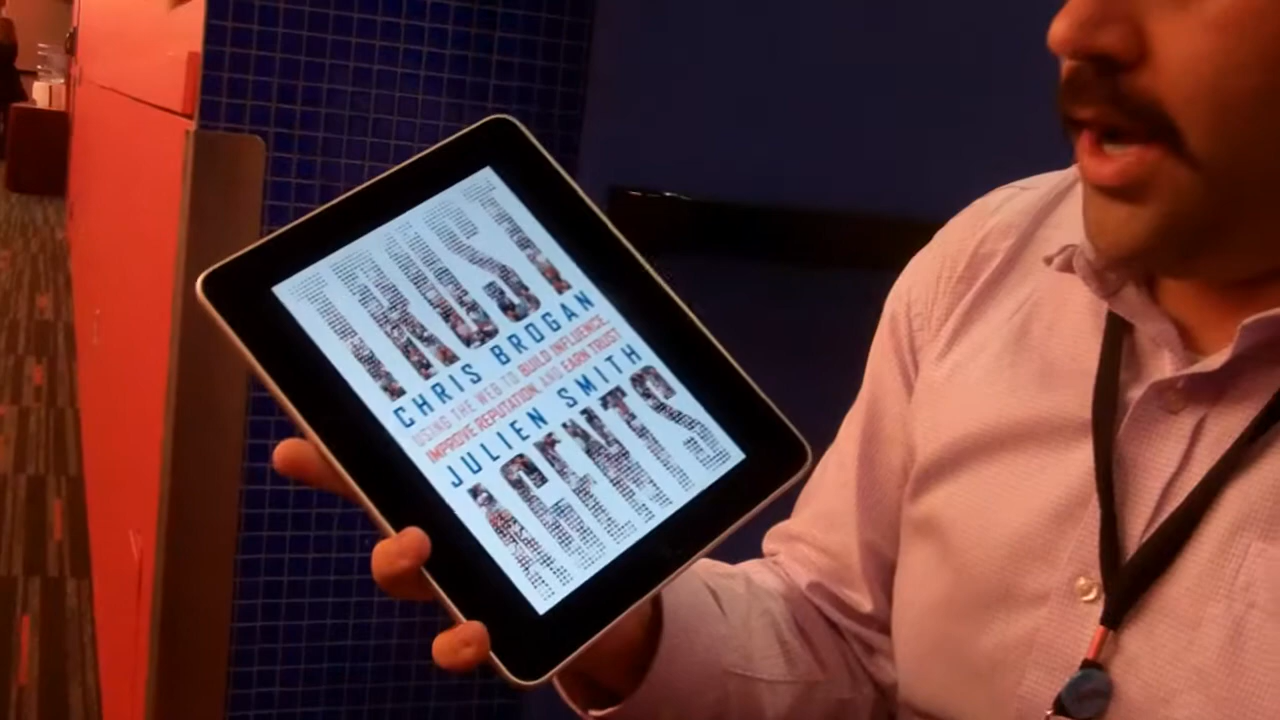 TRUST
CHRIS BROGAN
USING THE WEB TO BUILD INFLUENCE,
IMPROVE REPUTATION, AND EARN TRUST
JULIEN SMITH
AGENTS